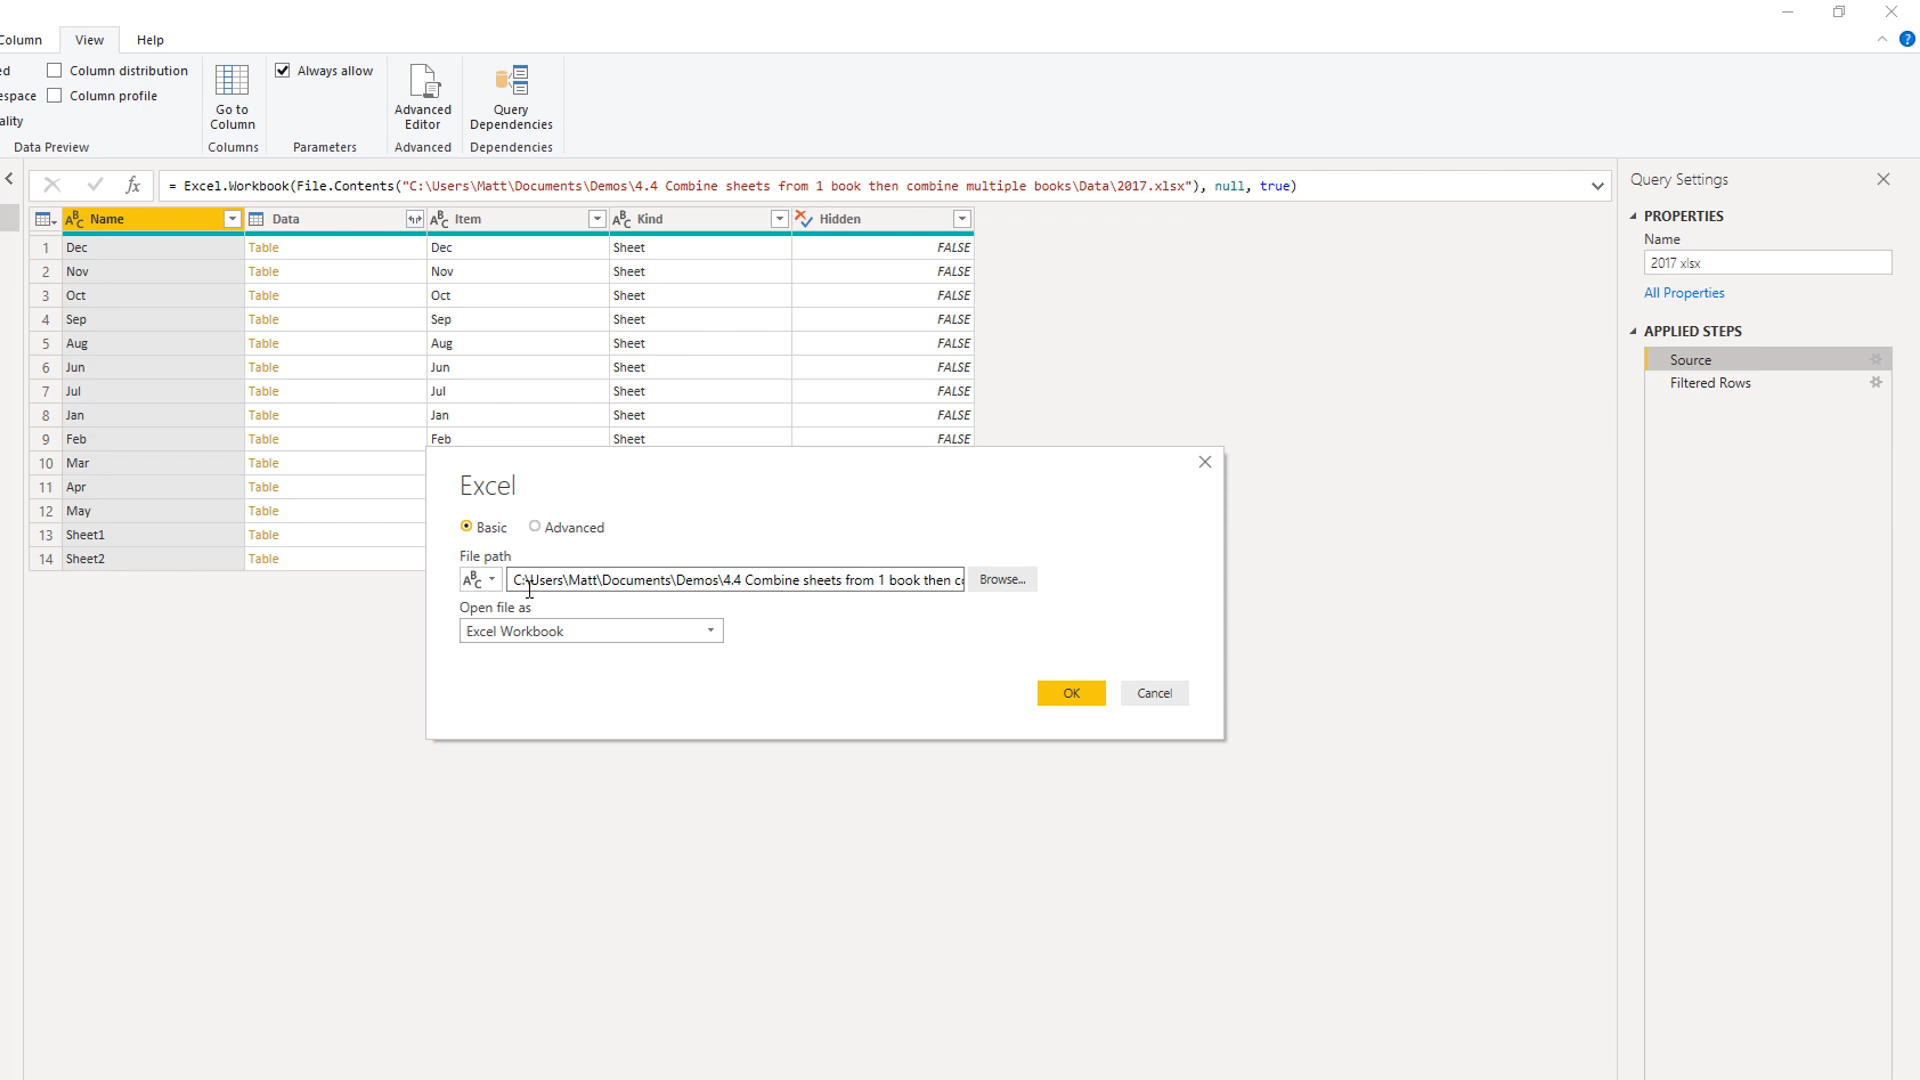 Column View Help
ed Column distribution Always allow
espace Column profile
ality
Go to Column
Advanced Editor
Query Dependencies
Data Preview Columns Parameters Advanced Dependencies
fx = Excel.Workbook(File.Contents("C:\Users\Matt\Documents\Demos\4.4 Combine sheets from 1 book then combine multiple books\Data\2017.xlsx"), null, true)
Name Data Item Kind Hidden
1 Dec Table Dec Sheet FALSE
2 Nov Table Nov Sheet FALSE
3 Oct Table Oct Sheet FALSE
4 Sep Table Sep Sheet FALSE
5 Aug Table Aug Sheet FALSE
6 Jun Table Jun Sheet FALSE
7 Jul Table Jul Sheet FALSE
8 Jan Table Jan Sheet FALSE
9 Feb Table Feb Sheet FALSE
10 Mar Table
11 Apr Table
12 May Table
13 Sheet1 Table
14 Sheet2 Table
Excel
Basic Advanced
File path
C:\Users\Matt\Documents\Demos\4.4 Combine sheets from 1 book then c Browse...
Open file as
Excel Workbook
OK Cancel
Query Settings
PROPERTIES
Name
2017 xlsx
All Properties
APPLIED STEPS
Source
Filtered Rows